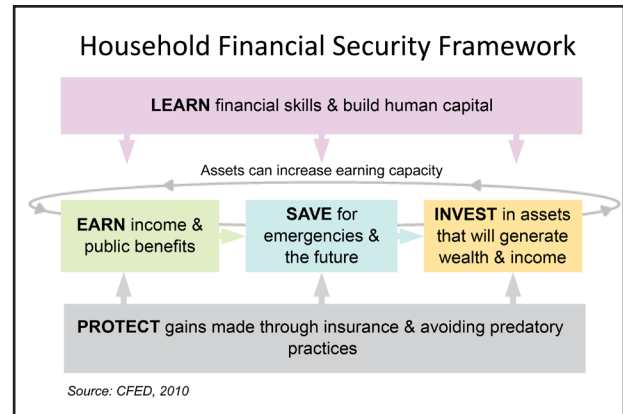 Household Financial Security Framework
LEARN financial skills & build human capital
Assets can increase earning capacity
EARN income &
public benefits
SAVE for
emergencies &
the future
INVEST in assets
that will generate
wealth & income
PROTECT gains made through insurance & avoiding predatory
practices
Source: CFED, 2010